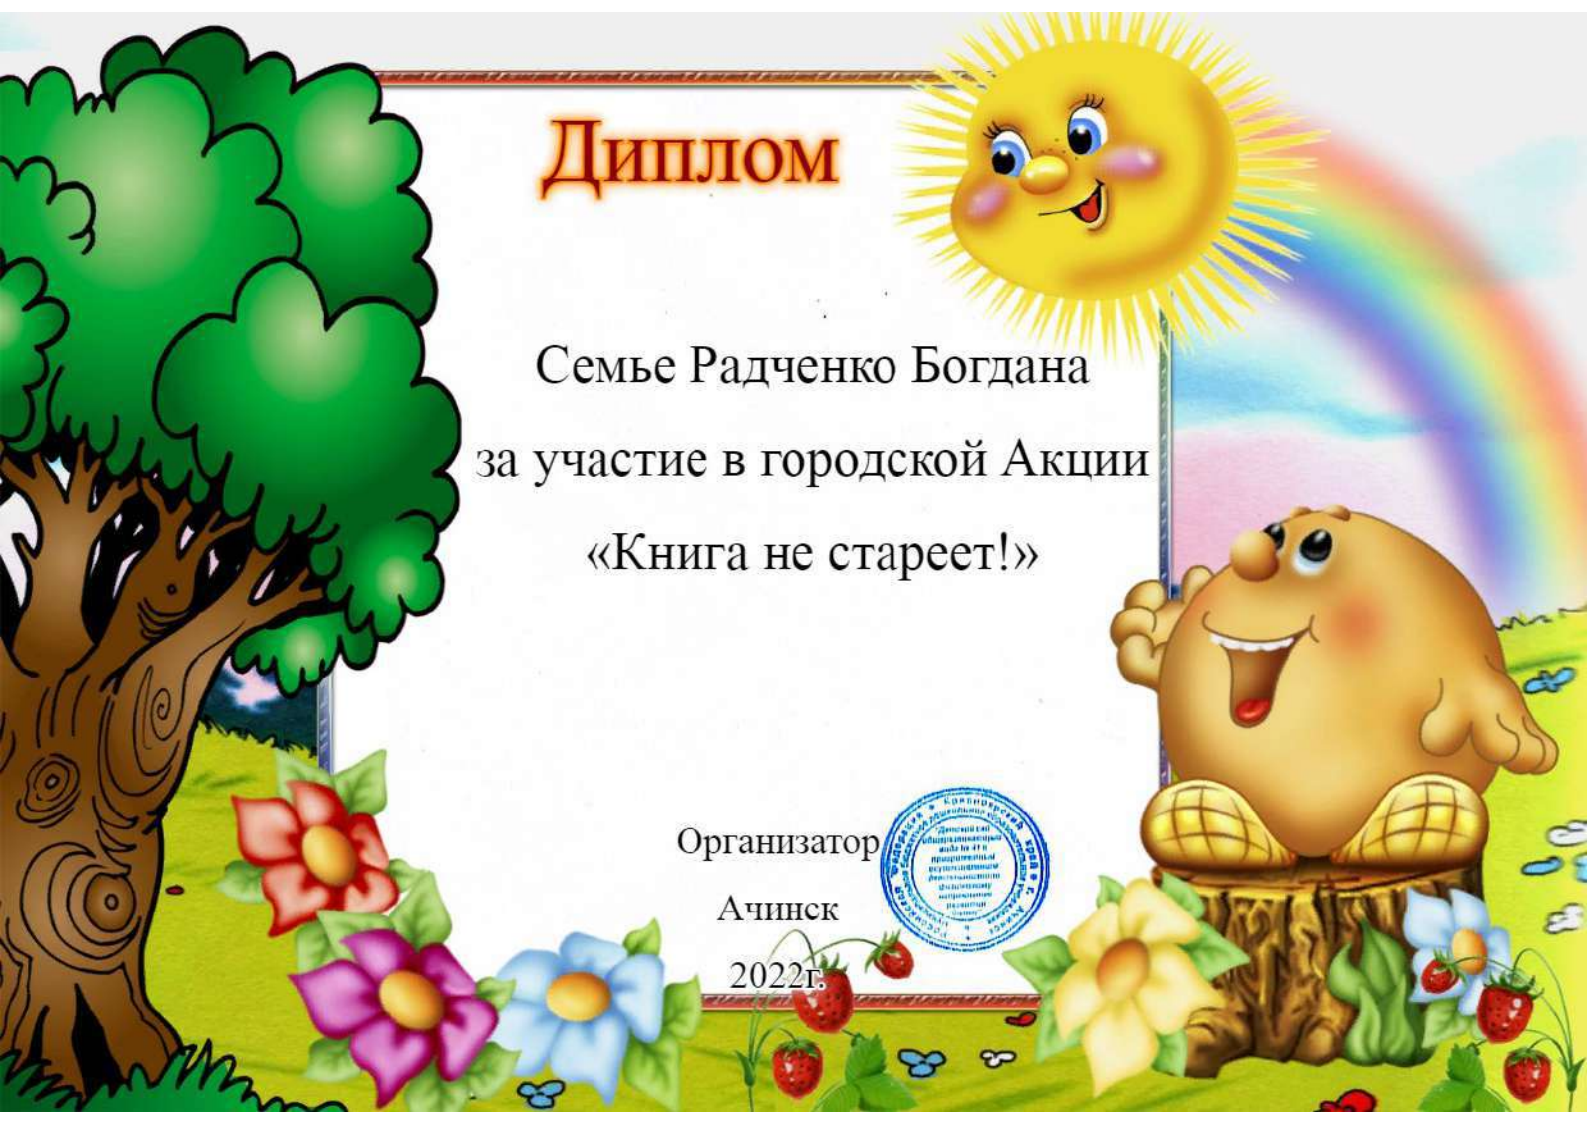 Диплом
Семье Радченко Богдана
за участие в городской Акции
«Книга не стареет!»
Организатор
Ачинск
2022г.